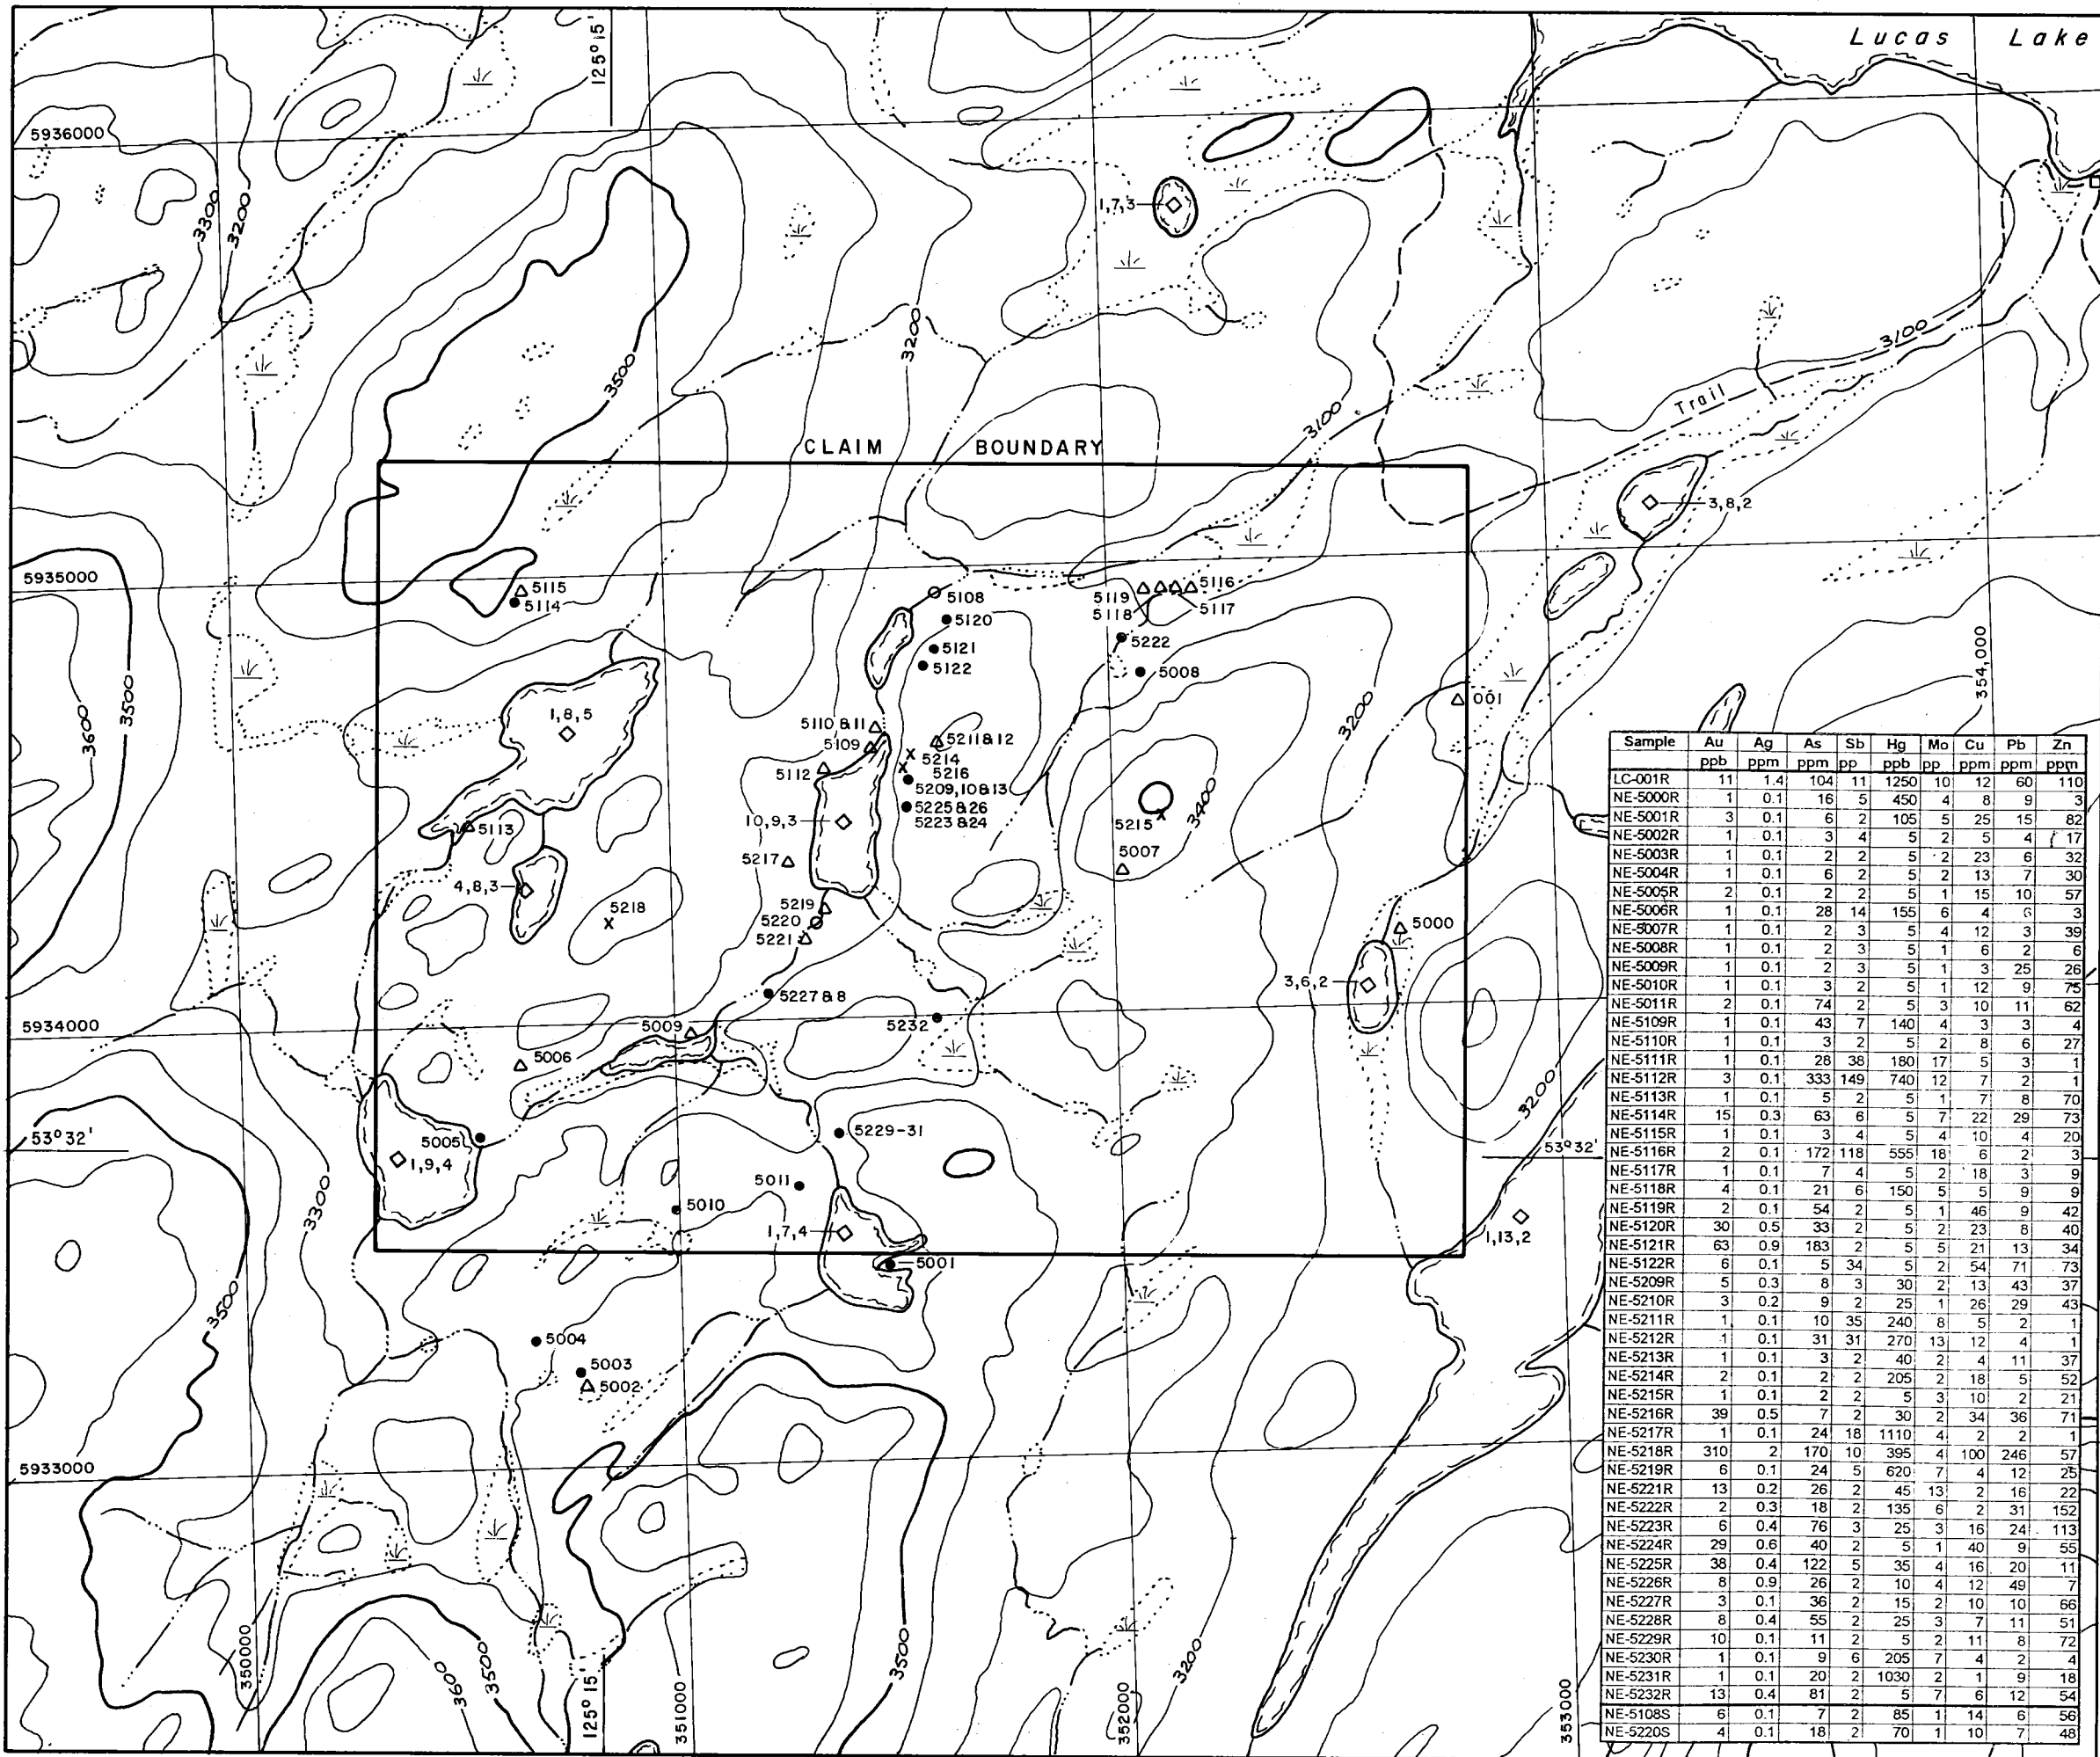 Lucas Lake
125°15'
5936000
3300
3200
1,7,3
3500
3200
3100
Trail
3100
CLAIM BOUNDARY
3,8,2
5935000
5115
5114
5108
5120
5121
5122
5119
5118
5116
5117
5222
5008
354,000
3600
3500
1,8,5
5110 & 11
5109
5112
5211 & 12
5214
5216
5209,10 & 13
5225 & 26
5223 & 24
10,9,3
001
3200
3400
5215
5007
5113
4,8,3
5217
5218
5219
5220
5221
5000
3,6,2
5227 & 8
5232
5934000
5009
5006
3200
53°32'
5005
1,9,4
5229-31
53°32'
5011
5010
1,7,4
1,13,2
3300
5001
3500
5004
5003
5002
5933000
350000
3600
3500
125°15'
351000
3500
352000
3200
353000
Sample Au Ag As Sb Hg Mo Cu Pb Zn
ppb ppm ppm pp ppb pp ppm ppm ppm
LC-001R 11 1.4 104 11 1250 10 12 60 110
NE-5000R 1 0.1 16 5 450 4 8 9 3
NE-5001R 3 0.1 6 2 105 5 25 15 82
NE-5002R 1 0.1 3 4 5 2 5 4 17
NE-5003R 1 0.1 2 2 5 2 23 6 32
NE-5004R 1 0.1 6 2 5 2 13 7 30
NE-5005R 2 0.1 2 2 5 1 15 10 57
NE-5006R 1 0.1 28 14 155 6 4 3
NE-5007R 1 0.1 2 3 5 4 12 3 39
NE-5008R 1 0.1 2 3 5 1 6 2 6
NE-5009R 1 0.1 2 3 5 1 3 25 26
NE-5010R 1 0.1 3 2 5 1 12 9 75
NE-5011R 2 0.1 74 2 5 3 10 11 62
NE-5109R 1 0.1 43 7 140 4 3 3 4
NE-5110R 1 0.1 3 2 5 2 8 6 27
NE-5111R 1 0.1 28 38 180 17 5 3 1
NE-5112R 3 0.1 333 149 740 12 7 2 1
NE-5113R 1 0.1 5 2 5 1 7 8 70
NE-5114R 15 0.3 63 6 5 7 22 29 73
NE-5115R 1 0.1 3 4 5 4 10 4 20
NE-5116R 2 0.1 172 118 555 18 6 2 3
NE-5117R 1 0.1 7 4 5 2 18 3 9
NE-5118R 4 0.1 21 6 150 5 5 9 9
NE-5119R 2 0.1 54 2 5 1 46 9 42
NE-5120R 30 0.5 33 2 5 2 23 8 40
NE-5121R 63 0.9 183 2 5 5 21 13 34
NE-5122R 6 0.1 5 34 5 2 54 71 73
NE-5209R 5 0.3 8 3 30 2 13 43 37
NE-5210R 3 0.2 9 2 25 1 26 29 43
NE-5211R 1 0.1 10 35 240 8 5 2 1
NE-5212R 1 0.1 31 31 270 13 12 4 1
NE-5213R 1 0.1 3 2 40 2 4 11 37
NE-5214R 2 0.1 2 2 205 2 18 5 52
NE-5215R 1 0.1 2 2 5 3 10 2 21
NE-5216R 39 0.5 7 2 30 2 34 36 71
NE-5217R 1 0.1 24 18 1110 4 2 2 1
NE-5218R 310 2 170 10 395 4 100 246 57
NE-5219R 6 0.1 24 5 620 7 4 12 25
NE-5221R 13 0.2 26 2 45 13 2 16 22
NE-5222R 2 0.3 18 2 135 6 2 31 152
NE-5223R 6 0.4 76 3 25 3 16 24 113
NE-5224R 29 0.6 40 2 5 1 40 9 55
NE-5225R 38 0.4 122 5 35 4 16 20 11
NE-5226R 8 0.9 26 2 10 4 12 49 7
NE-5227R 3 0.1 36 2 15 2 10 10 66
NE-5228R 8 0.4 55 2 25 3 7 11 51
NE-5229R 10 0.1 11 2 5 2 11 8 72
NE-5230R 1 0.1 9 6 205 7 4 2 4
NE-5231R 1 0.1 20 2 1030 2 1 9 18
NE-5232R 13 0.4 81 2 5 7 6 12 54
NE-5108S 6 0.1 7 2 85 1 14 6 56
NE-5220S 4 0.1 18 2 70 1 10 7 48